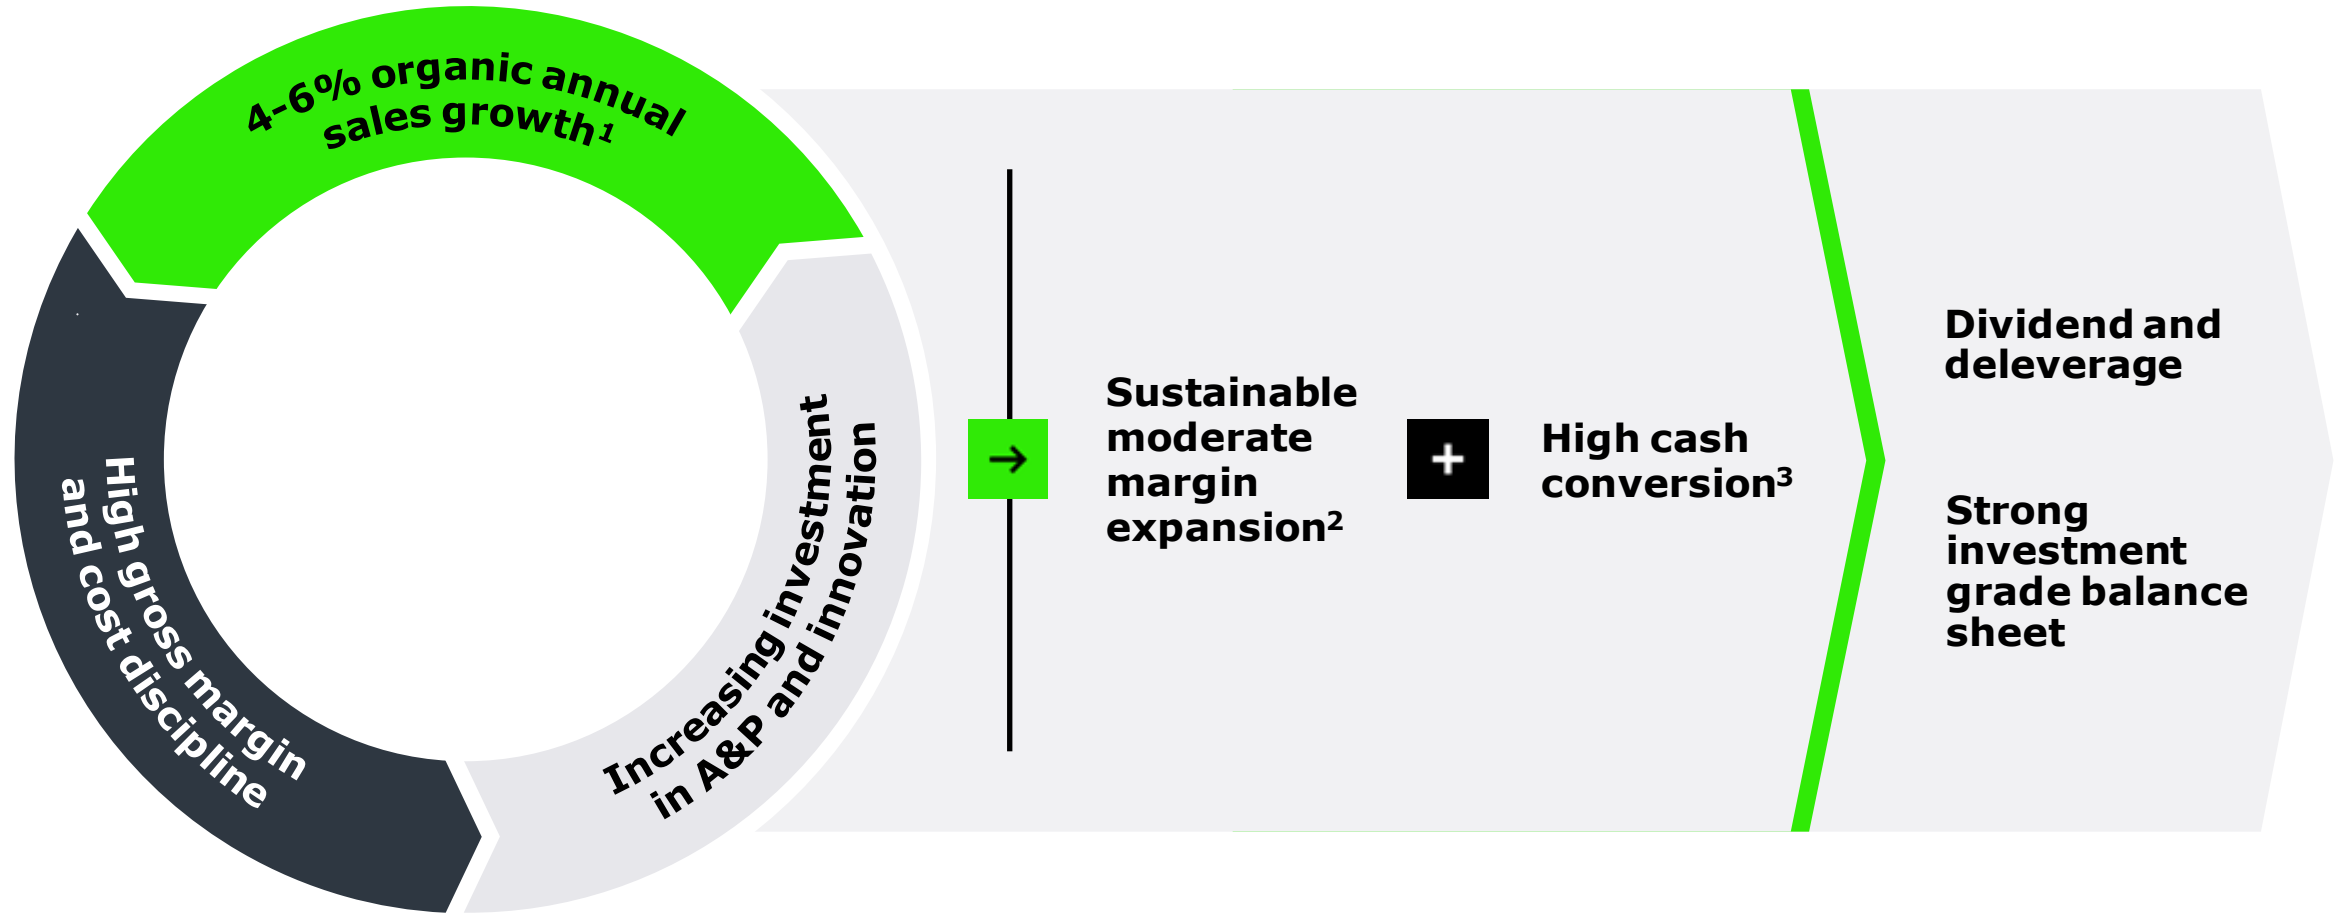 4–6% organic annual
sales growth¹
High gross margin
and cost discipline
Increasing investment
in A&P and innovation
→
Sustainable
moderate
margin
expansion²
+
High cash
conversion³
Dividend and
deleverage
Strong
investment
grade balance
sheet